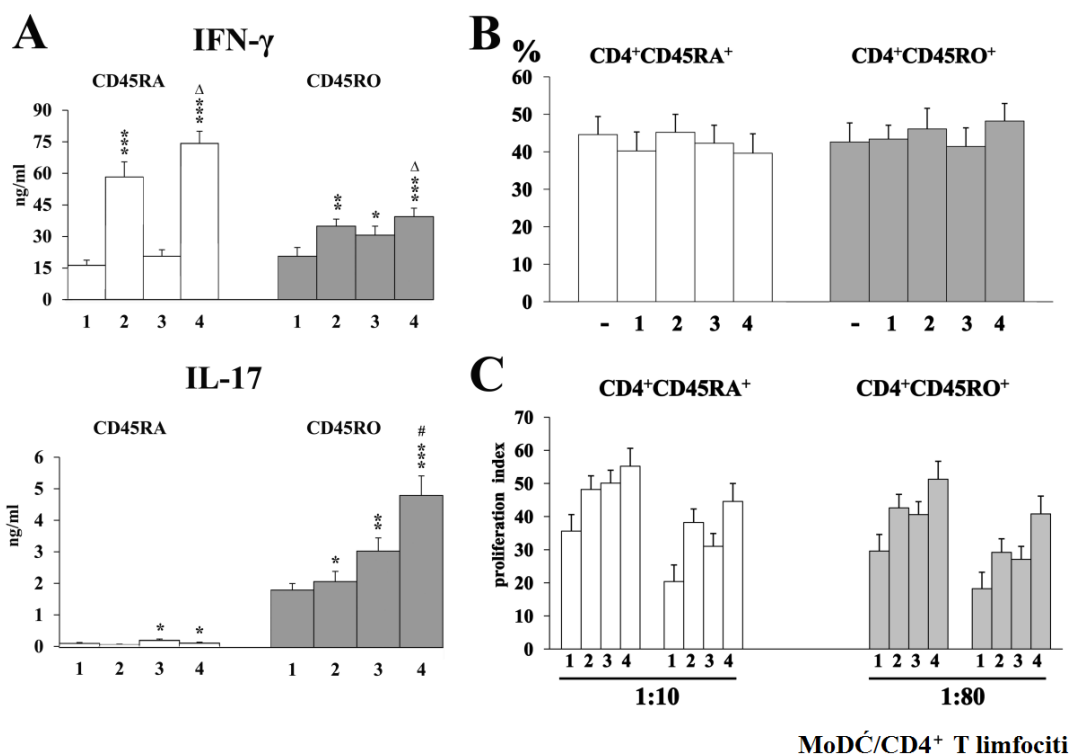 A
IFN-γ
CD45RA CD45RO
ng/ml
90
75
60
45
30
15
0
***
Δ***
**
*
Δ***
1 2 3 4 1 2 3 4
IL-17
CD45RA CD45RO
ng/ml
6
5
4
3
2
1
0
*
*
*
**
#***
1 2 3 4 1 2 3 4
B
%
CD4⁺CD45RA⁺ CD4⁺CD45RO⁺
60
50
40
30
20
10
0
- 1 2 3 4 - 1 2 3 4
C
CD4⁺CD45RA⁺ CD4⁺CD45RO⁺
proliferation index
70
60
50
40
30
20
10
0
1 2 3 4 1 2 3 4 1 2 3 4 1 2 3 4
1:10 1:80
MoDĆ/CD4⁺ T limfociti